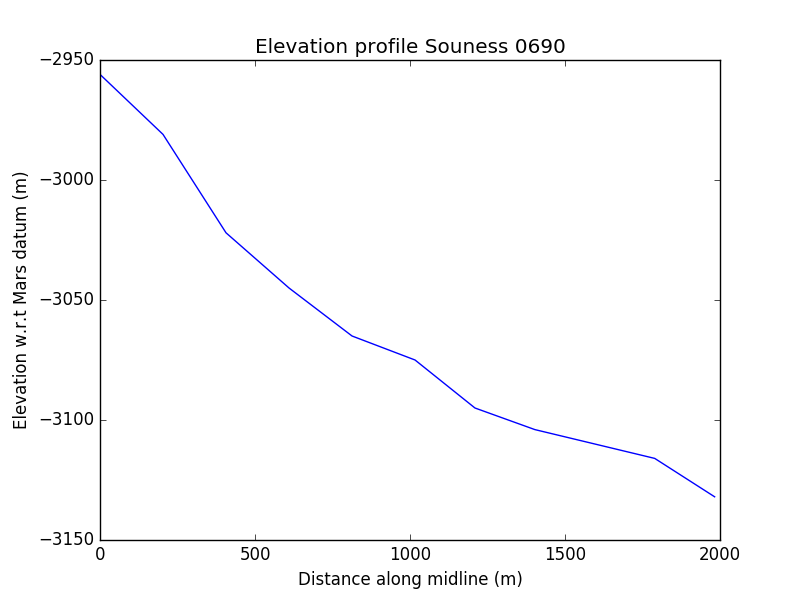 Elevation profile Souness 0690
−2950
−3000
−3050
−3100
−3150
Elevation w.r.t Mars datum (m)
0 500 1000 1500 2000
Distance along midline (m)